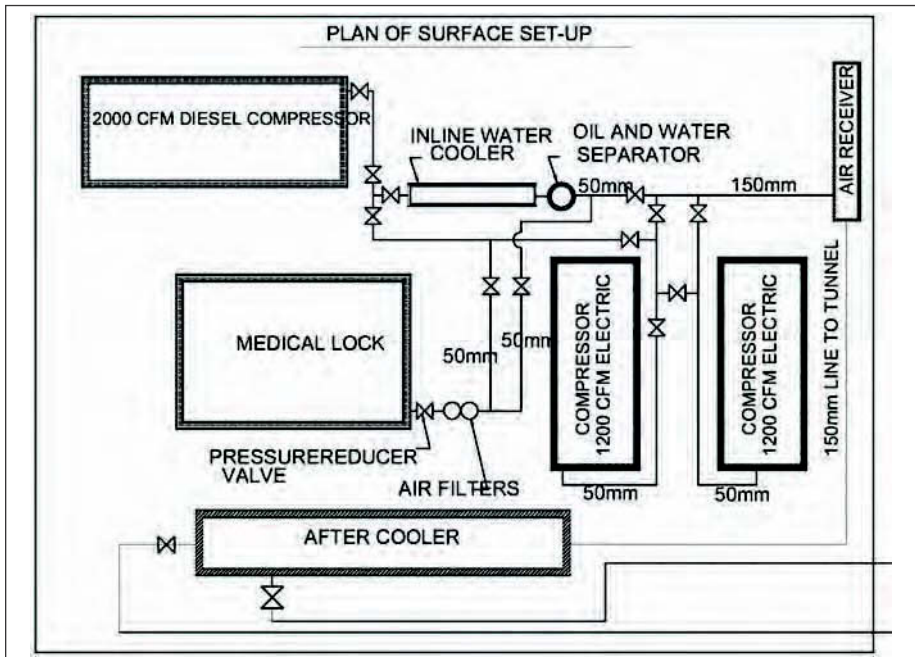 PLAN OF SURFACE SET-UP
2000 CFM DIESEL COMPRESSOR
INLINE WATER
COOLER
OIL AND WATER
SEPARATOR
50mm
150mm
AIR RECEIVER
MEDICAL LOCK
50mm
50mm
COMPRESSOR
1200 CFM ELECTRIC
COMPRESSOR
1200 CFM ELECTRIC
150mm LINE TO TUNNEL
PRESSUREREDUCER
VALVE
AIR FILTERS
50mm
50mm
AFTER COOLER